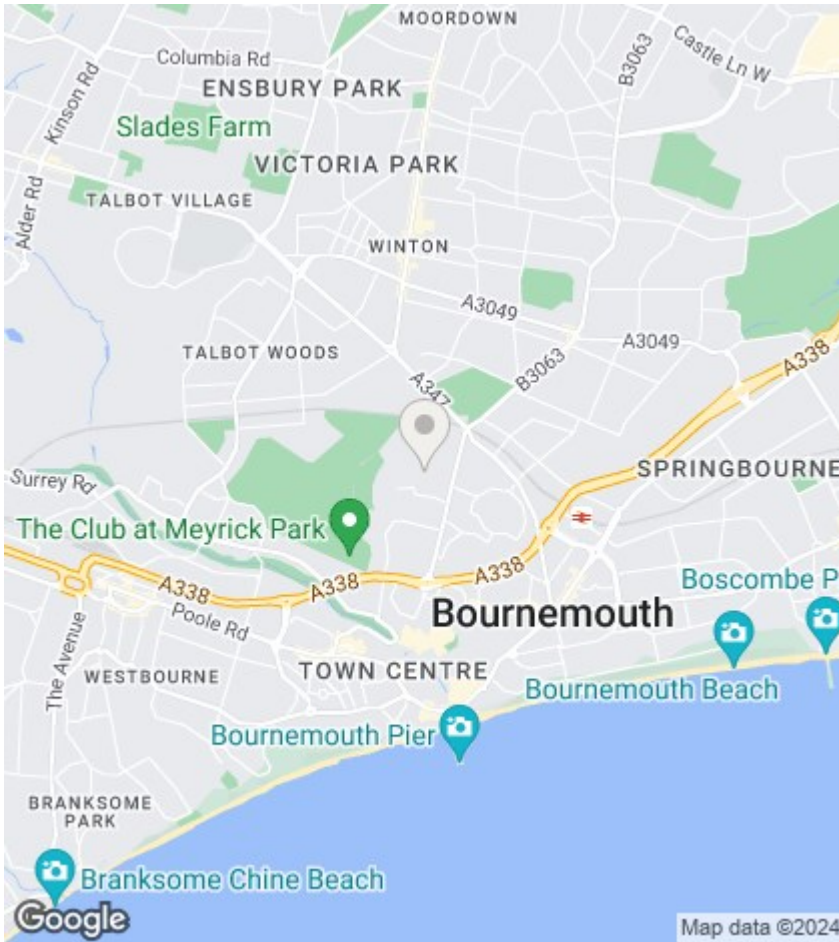 MOORDOWN
Columbia Rd
Castle Ln W
B3063
ENSBURY PARK
Kinson Rd
Slades Farm
VICTORIA PARK
Alder Rd
TALBOT VILLAGE
WINTON
A3049
A3049
TALBOT WOODS
B3063
A338
A347
Surrey Rd
SPRINGBOURNE
The Club at Meyrick Park
A338
A338
A338
Poole Rd
Boscombe P
Bournemouth
The Avenue
WESTBOURNE
TOWN CENTRE
Bournemouth Beach
Bournemouth Pier
BRANKSOME
PARK
Branksome Chine Beach
Google
Map data ©2024